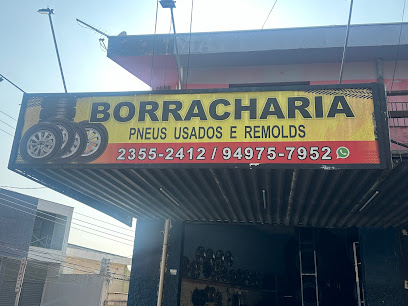 BORRACHARIA
PNEUS USADOS E REMOLDS
2355-2412 / 94975-7952